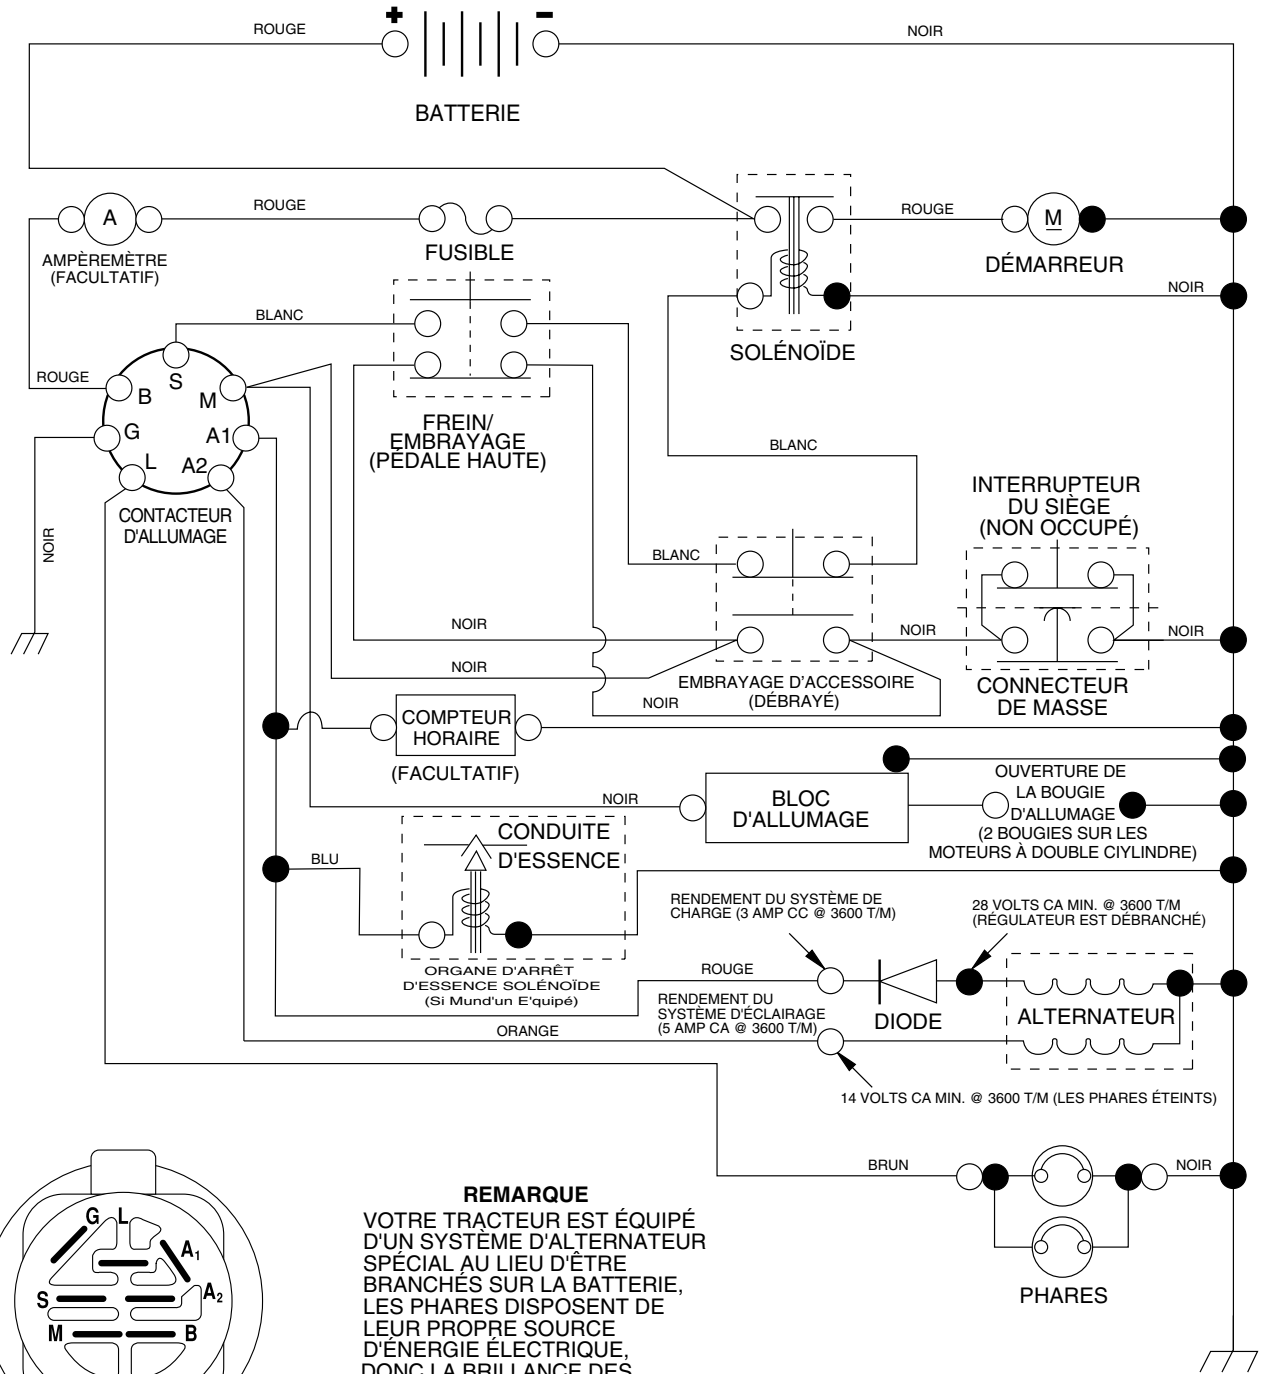 + -
ROUGE
NOIR
BATTERIE
A
ROUGE
FUSIBLE
ROUGE
M
DÉMARREUR
AMPÈREMÈTRE
(FACULTATIF)
NOIR
SOLÉNOÏDE
BLANC
ROUGE
S
B
M
G
A1
L
A2
CONTACTEUR
D'ALLUMAGE
NOIR
FREIN/
EMBRAYAGE
(PÉDALE HAUTE)
BLANC
INTERRUPTEUR
DU SIÈGE
(NON OCCUPÉ)
BLANC
NOIR
NOIR
NOIR
NOIR
EMBRAYAGE D'ACCESSOIRE
(DÉBRAYÉ)
NOIR
CONNECTEUR
DE MASSE
COMPTEUR
HORAIRE
(FACULTATIF)
NOIR
BLOC
D'ALLUMAGE
OUVERTURE DE
LA BOUGIE
D'ALLUMAGE
(2 BOUGIES SUR LES
MOTEURS À DOUBLE CIYLINDRE)
BLU
CONDUITE
D'ESSENCE
RENDEMENT DU SYSTÈME DE
CHARGE (3 AMP CC @ 3600 T/M)
28 VOLTS CA MIN. @ 3600 T/M
(RÉGULATEUR EST DÉBRANCHÉ)
ORGANE D'ARRÊT
D'ESSENCE SOLÉNOÏDE
(Si Mund'un E'quipé)
ROUGE
RENDEMENT DU
SYSTÈME D'ÉCLAIRAGE
(5 AMP CA @ 3600 T/M)
DIODE
ALTERNATEUR
ORANGE
14 VOLTS CA MIN. @ 3600 T/M (LES PHARES ÉTEINTS)
BRUN
NOIR
PHARES
G L
A1
A2
S
M B
REMARQUE
VOTRE TRACTEUR EST ÉQUIPÉ
D'UN SYSTÈME D'ALTERNATEUR
SPÉCIAL AU LIEU D'ÊTRE
BRANCHÉS SUR LA BATTERIE,
LES PHARES DISPOSENT DE
LEUR PROPRE SOURCE
D'ÉNERGIE ÉLECTRIQUE,
DONC LA BRILLANCE DES